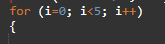 for (i=0; i<5; i++)
{